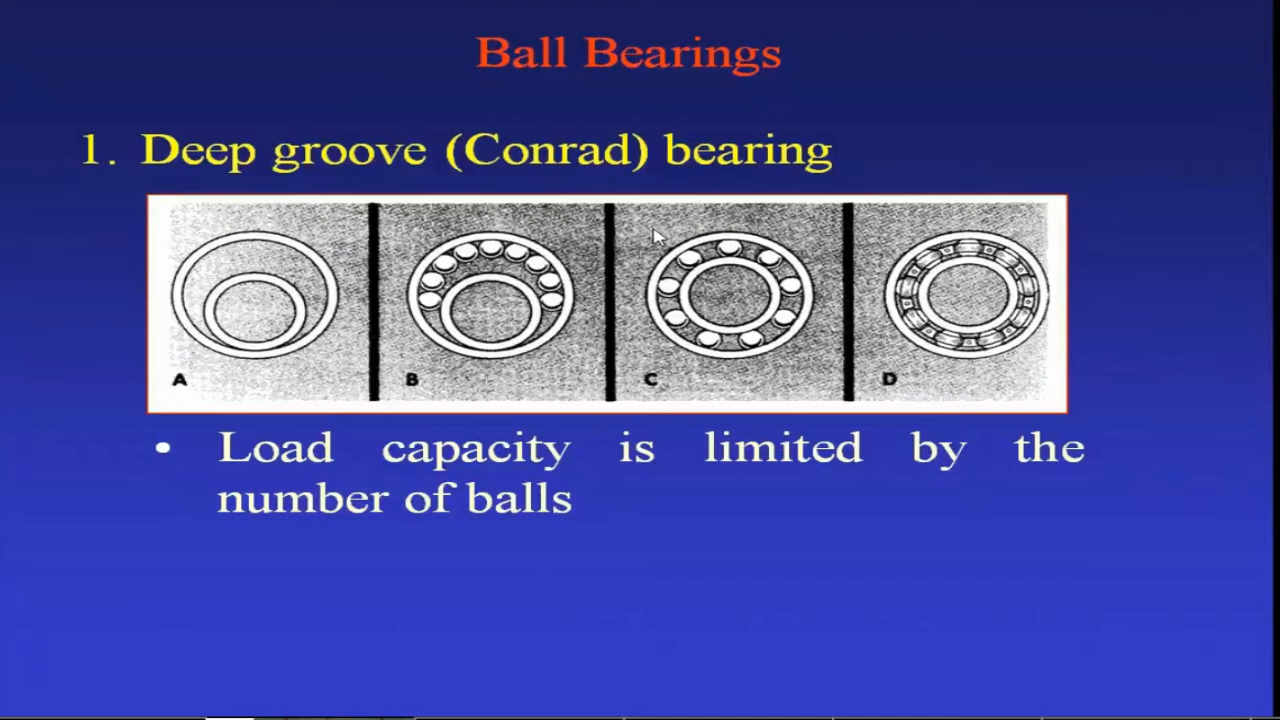 Ball Bearings
1. Deep groove (Conrad) bearing
A B C D
• Load capacity is limited by the
number of balls